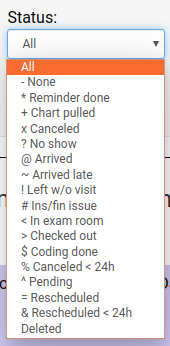 Status:
All
All
- None
* Reminder done
+ Chart pulled
x Canceled
? No show
@ Arrived
~ Arrived late
! Left w/o visit
# Ins/fin issue
< In exam room
> Checked out
$ Coding done
% Canceled < 24h
^ Pending
= Rescheduled
& Rescheduled < 24h
Deleted